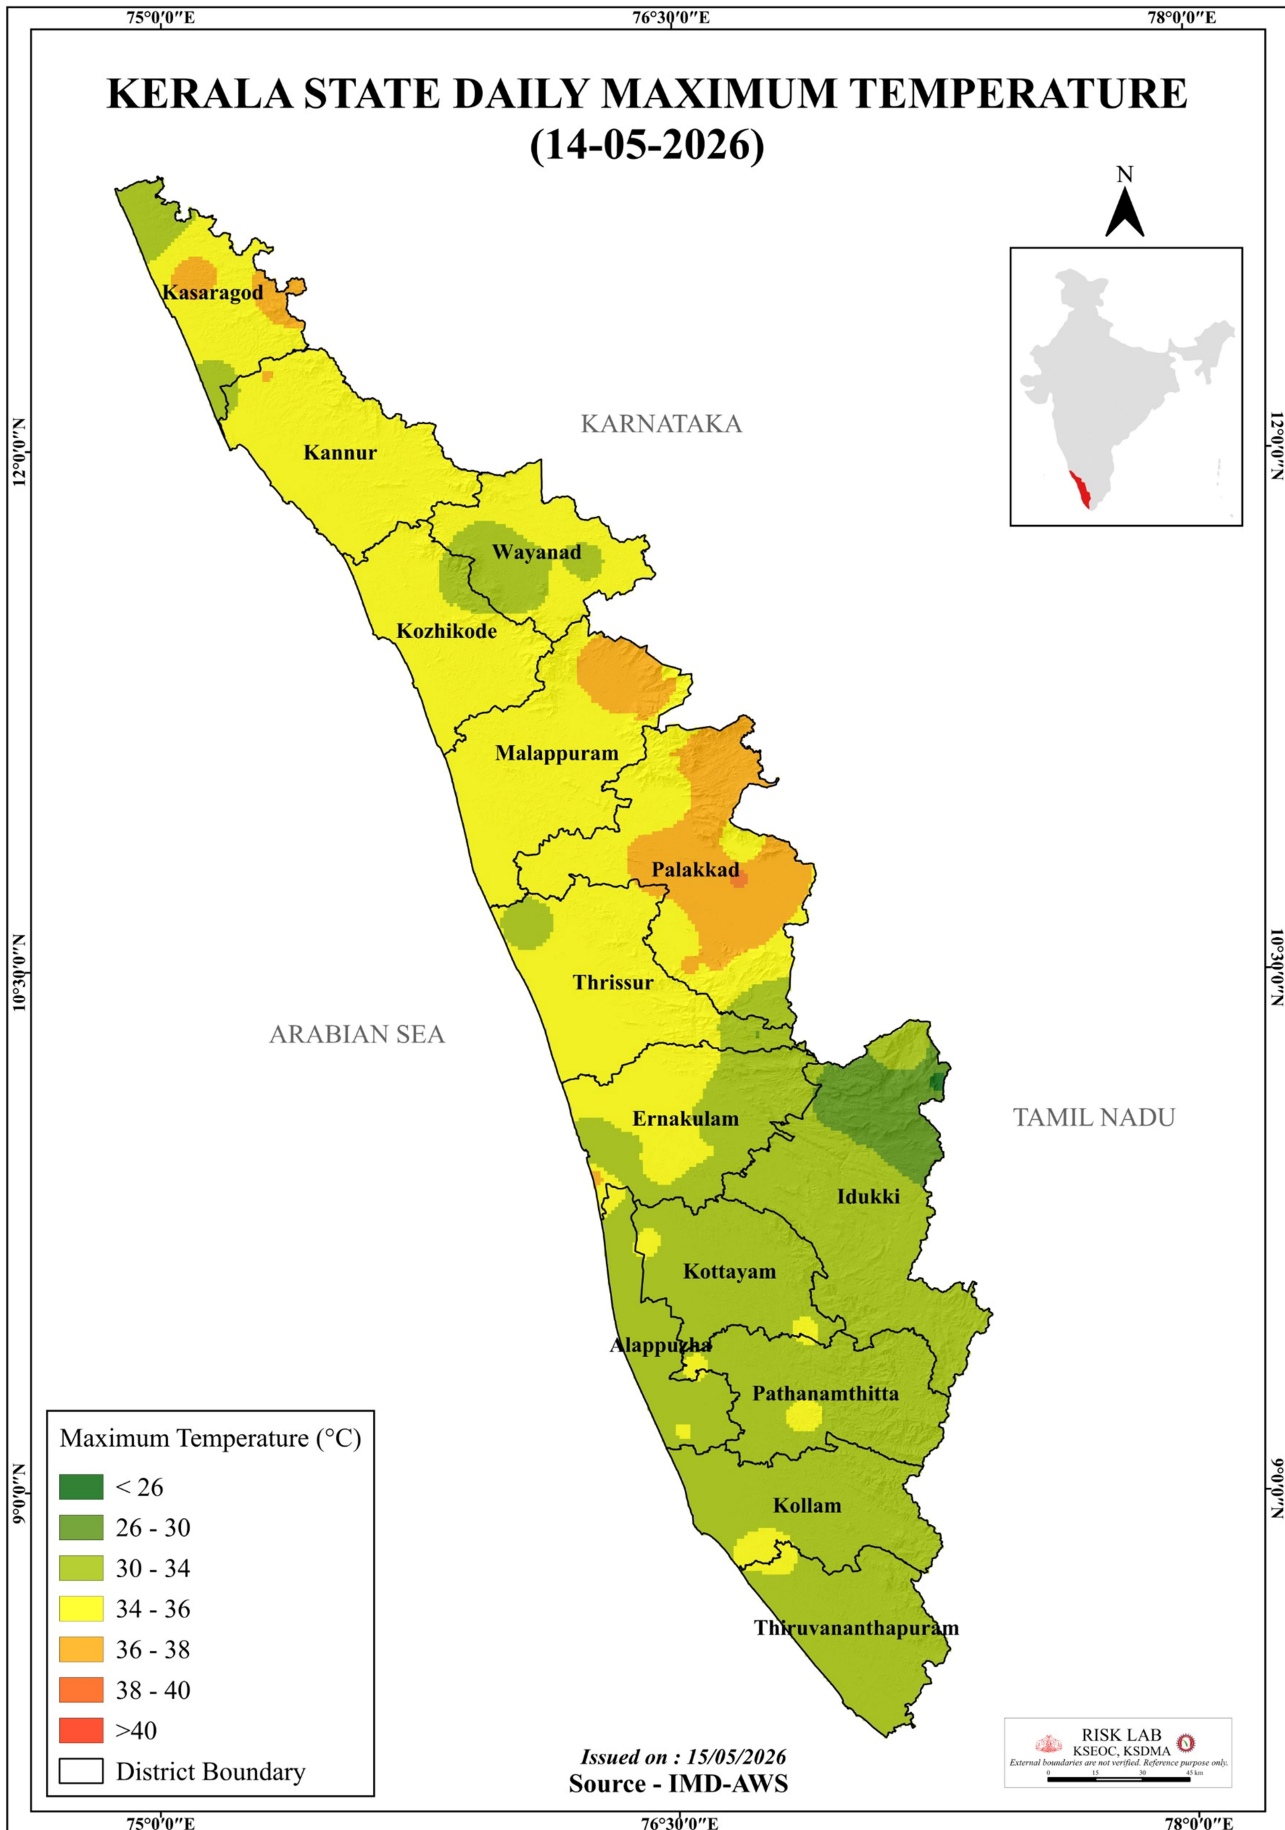 75°0'0"E
76°30'0"E
78°0'0"E
KERALA STATE DAILY MAXIMUM TEMPERATURE
(14-05-2026)
N
Kasaragod
KARNATAKA
12°0'0"N
12°0'0"N
Kannur
Wayanad
Kozhikode
Malappuram
Palakkad
10°30'0"N
10°30'0"N
Thrissur
ARABIAN SEA
Ernakulam
TAMIL NADU
Idukki
Kottayam
Alappuzha
Pathanamthitta
9°0'0"N
9°0'0"N
Kollam
Thiruvananthapuram
Maximum Temperature (°C)
< 26
26 - 30
30 - 34
34 - 36
36 - 38
38 - 40
>40
District Boundary
Issued on : 15/05/2026
Source - IMD-AWS
RISK LAB
KSEOC, KSDMA
External boundaries are not verified. Reference purpose only.
0 15 30 45 km
75°0'0"E
76°30'0"E
78°0'0"E